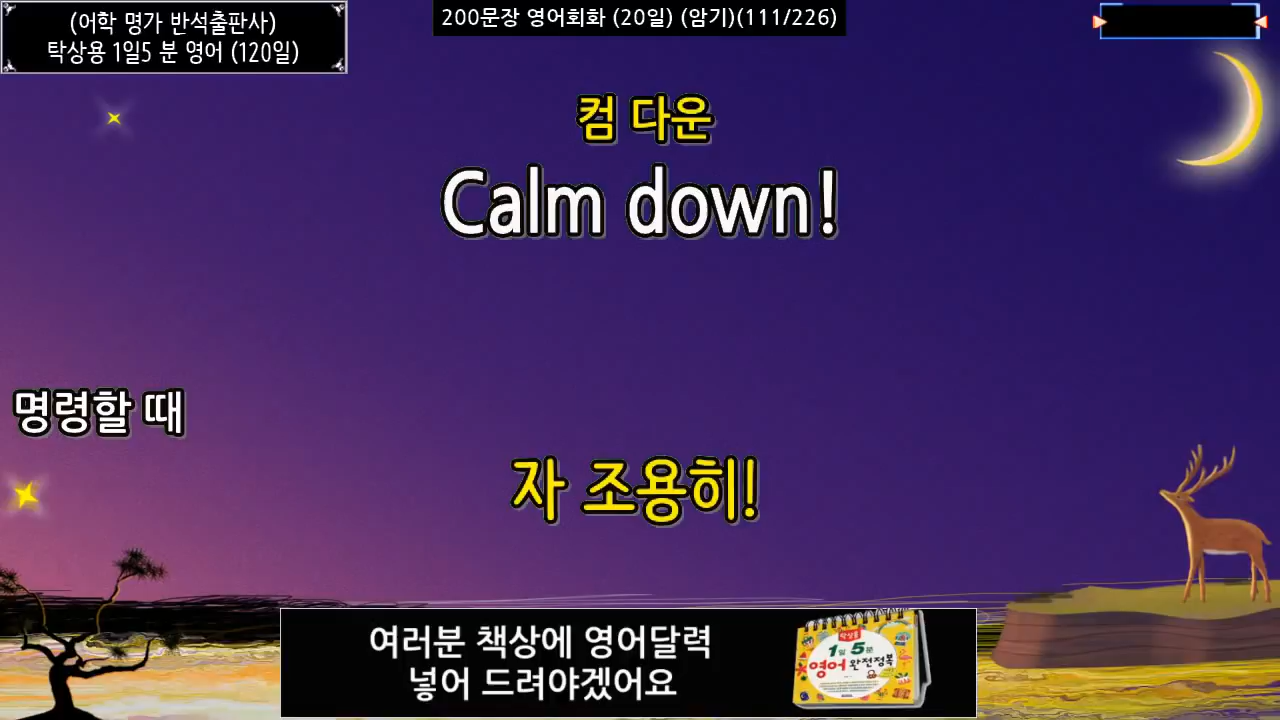 (어학 명가 반석출판사)
탁상용 1일5 분 영어 (120일)
200문장 영어회화 (20일) (암기)(111/226)
컴 다운
Calm down!
명령할 때
자 조용히!
여러분 책상에 영어달력
넣어 드려야겠어요
탁상용
1일 5분
영어 완전정복